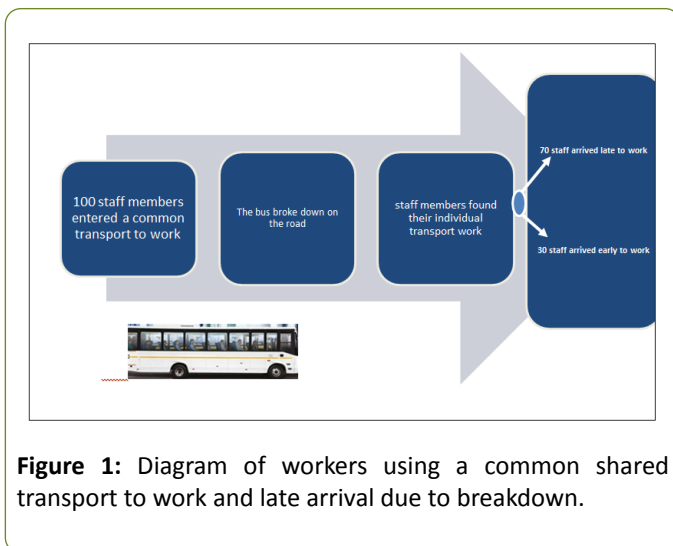 100 staff members
entered a common
transport to work
The bus broke down on
the road
staff members found
their individual
transport work
70 staff arrived late to work
30 staff arrived early to work
Figure 1: Diagram of workers using a common shared
transport to work and late arrival due to breakdown.